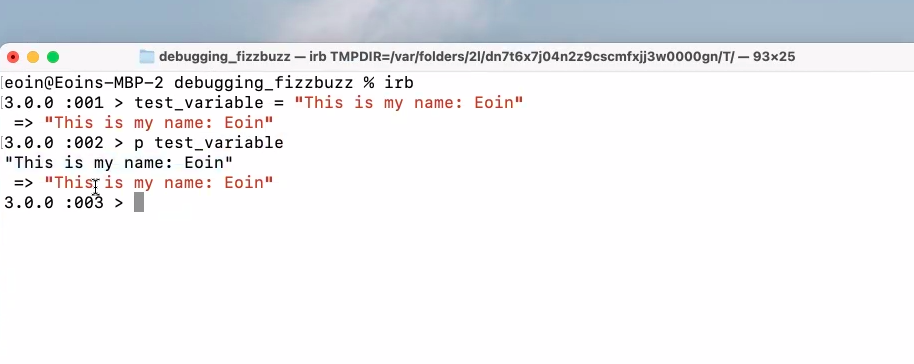 debugging_fizzbuzz — irb TMPDIR=/var/folders/2l/dn7t6x7j04n2z9cscmfxjj3w0000gn/T/ — 93×25
[eoin@Eoins-MBP-2 debugging_fizzbuzz % irb
[3.0.0 :001 > test_variable = "This is my name: Eoin"
 => "This is my name: Eoin"
[3.0.0 :002 > p test_variable
"This is my name: Eoin"
 => "This is my name: Eoin"
3.0.0 :003 >